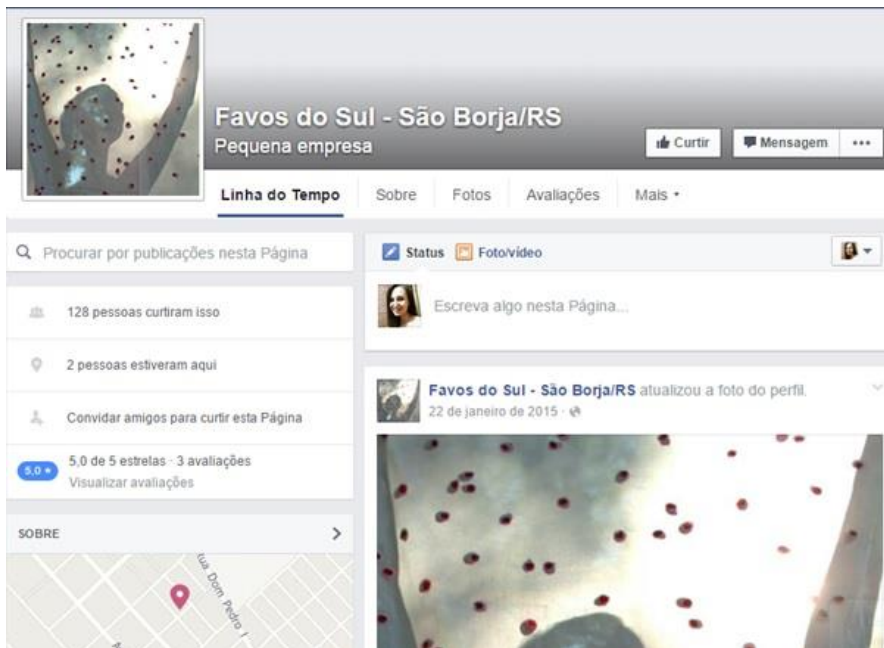 Favos do Sul - São Borja/RS
Pequena empresa
Curtir
Mensagem
Linha do Tempo
Sobre
Fotos
Avaliações
Mais
Procurar por publicações nesta Página
128 pessoas curtiram isso
2 pessoas estiveram aqui
Convidar amigos para curtir esta Página
5,0
5,0 de 5 estrelas · 3 avaliações
Visualizar avaliações
SOBRE
Rua Dom Pedro I
Status
Foto/vídeo
Escreva algo nesta Página...
Favos do Sul - São Borja/RS atualizou a foto do perfil.
22 de janeiro de 2015 ·